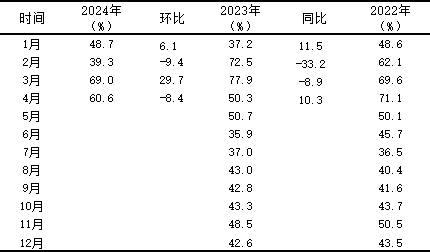 时间 2024年（%） 环比 2023年（%） 同比 2022年（%）
1月 48.7 6.1 37.2 11.5 48.6
2月 39.3 -9.4 72.5 -33.2 62.1
3月 69.0 29.7 77.9 -8.9 69.6
4月 60.6 -8.4 50.3 10.3 71.1
5月 50.7 50.1
6月 35.9 45.7
7月 37.0 36.5
8月 43.0 40.4
9月 42.8 41.6
10月 43.3 43.7
11月 48.5 50.5
12月 42.6 43.5